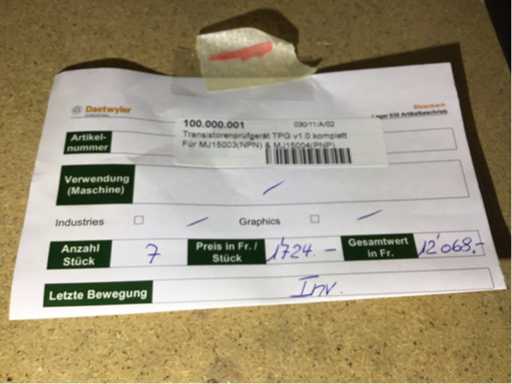 Daetwyler
100.000.001 030/11/A/02
Transistorenprüfgerät TPG v1.0 komplett
Für MJ15003(NPN) & MJ15004(PNP)
Artikel-
nummer
Verwendung
(Maschine)
Industries Graphics
Anzahl
Stück
7
Preis in Fr. /
Stück
1'724.-
Gesamtwert
in Fr.
12'068.-
Letzte Bewegung Inv.